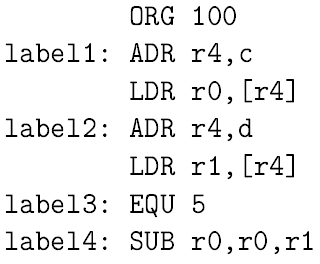 ORG 100
label1: ADR r4,c
LDR r0,[r4]
label2: ADR r4,d
LDR r1,[r4]
label3: EQU 5
label4: SUB r0,r0,r1